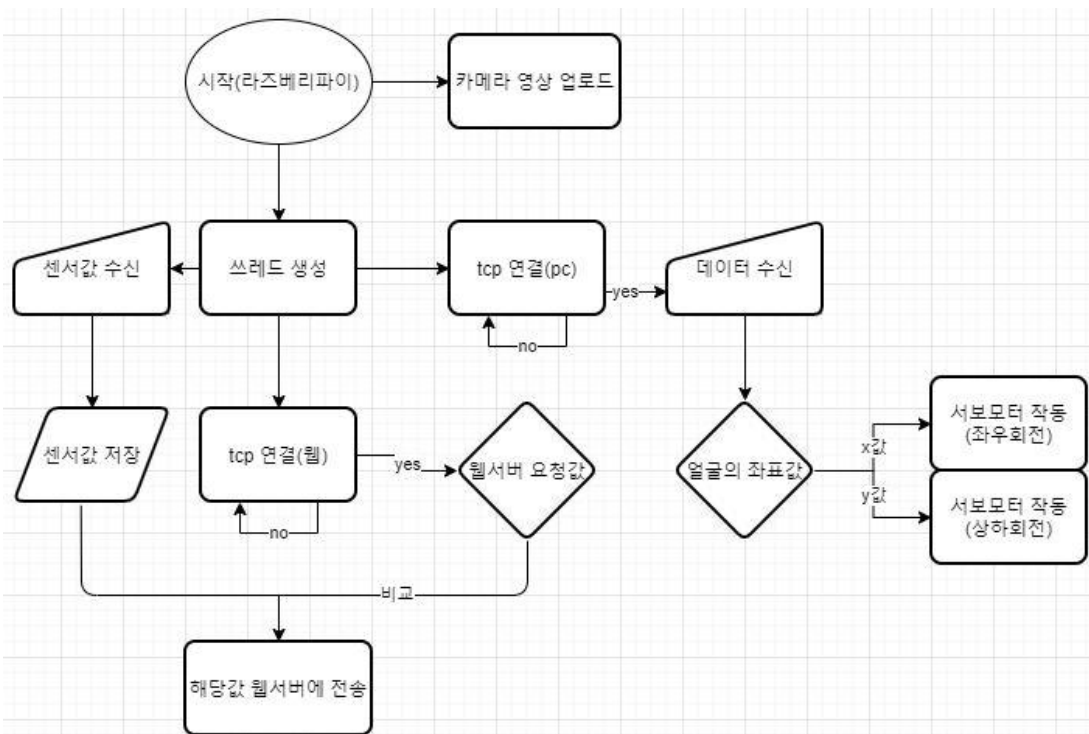 시작(라즈베리파이)
카메라 영상 업로드
센서값 수신
쓰레드 생성
tcp 연결(pc)
yes
데이터 수신
no
센서값 저장
tcp 연결(웹)
yes
웹서버 요청값
얼굴의 좌표값
x값
서보모터 작동
(좌우회전)
y값
서보모터 작동
(상하회전)
no
비교
해당값 웹서버에 전송